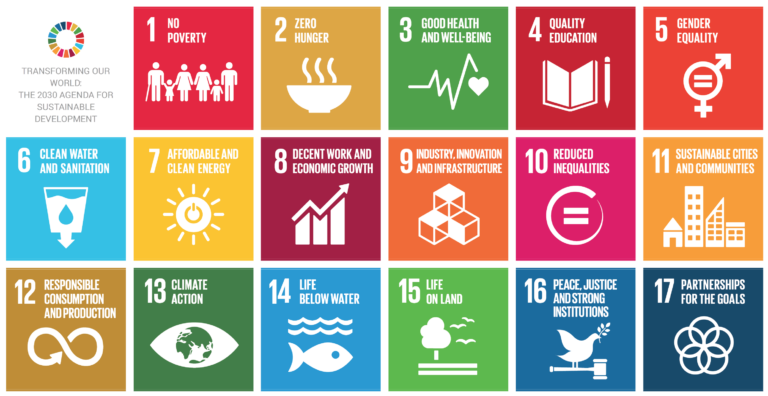 TRANSFORMING OUR
WORLD:
THE 2030 AGENDA FOR
SUSTAINABLE
DEVELOPMENT
1 NO
POVERTY
2 ZERO
HUNGER
3 GOOD HEALTH
AND WELL-BEING
4 QUALITY
EDUCATION
5 GENDER
EQUALITY
6 CLEAN WATER
AND SANITATION
7 AFFORDABLE AND
CLEAN ENERGY
8 DECENT WORK AND
ECONOMIC GROWTH
9 INDUSTRY, INNOVATION
AND INFRASTRUCTURE
10 REDUCED
INEQUALITIES
11 SUSTAINABLE CITIES
AND COMMUNITIES
12 RESPONSIBLE
CONSUMPTION
AND PRODUCTION
13 CLIMATE
ACTION
14 LIFE
BELOW WATER
15 LIFE
ON LAND
16 PEACE, JUSTICE
AND STRONG
INSTITUTIONS
17 PARTNERSHIPS
FOR THE GOALS